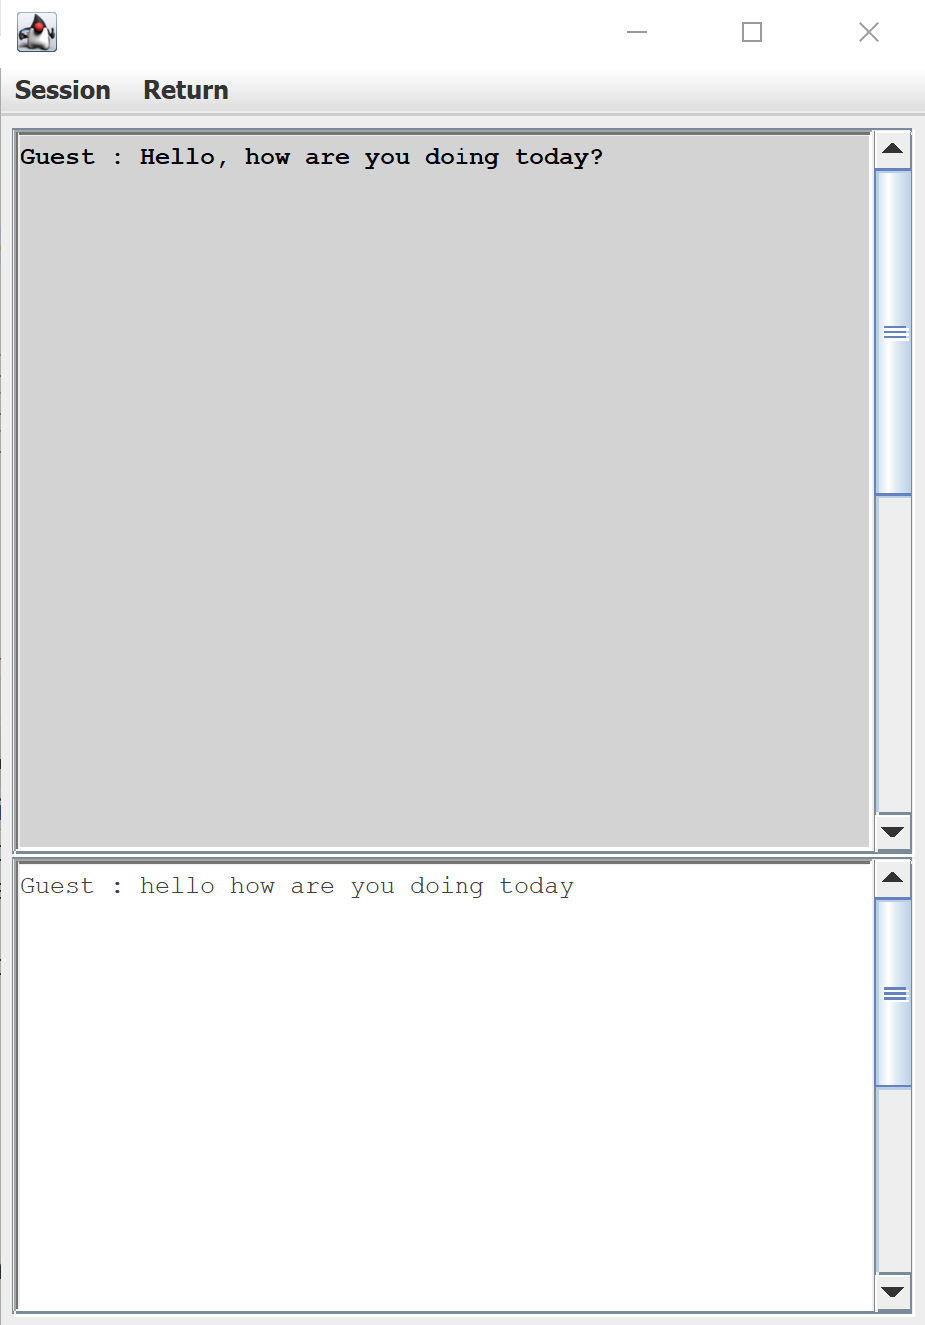 Session Return
Guest : Hello, how are you doing today?
Guest : hello how are you doing today